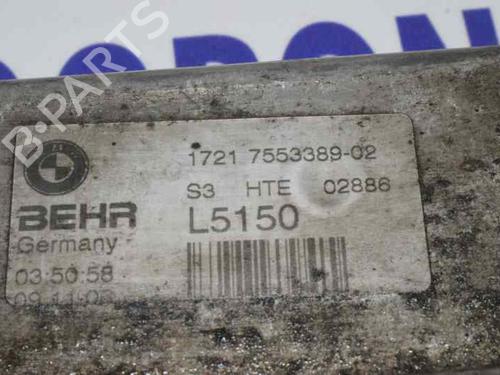 1721 7553389-02
S3 HTE 02886
BEHR L5150
Germany
03:50:58
B-PARTS